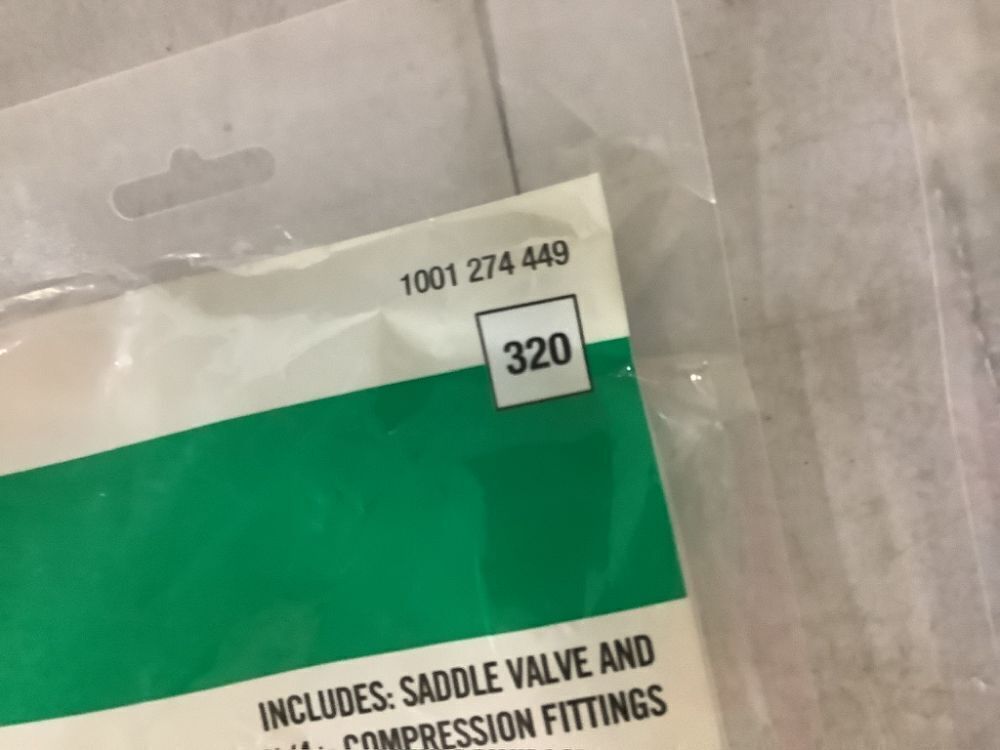 1001 274 449
320
INCLUDES: SADDLE VALVE AND
COMPRESSION FITTINGS